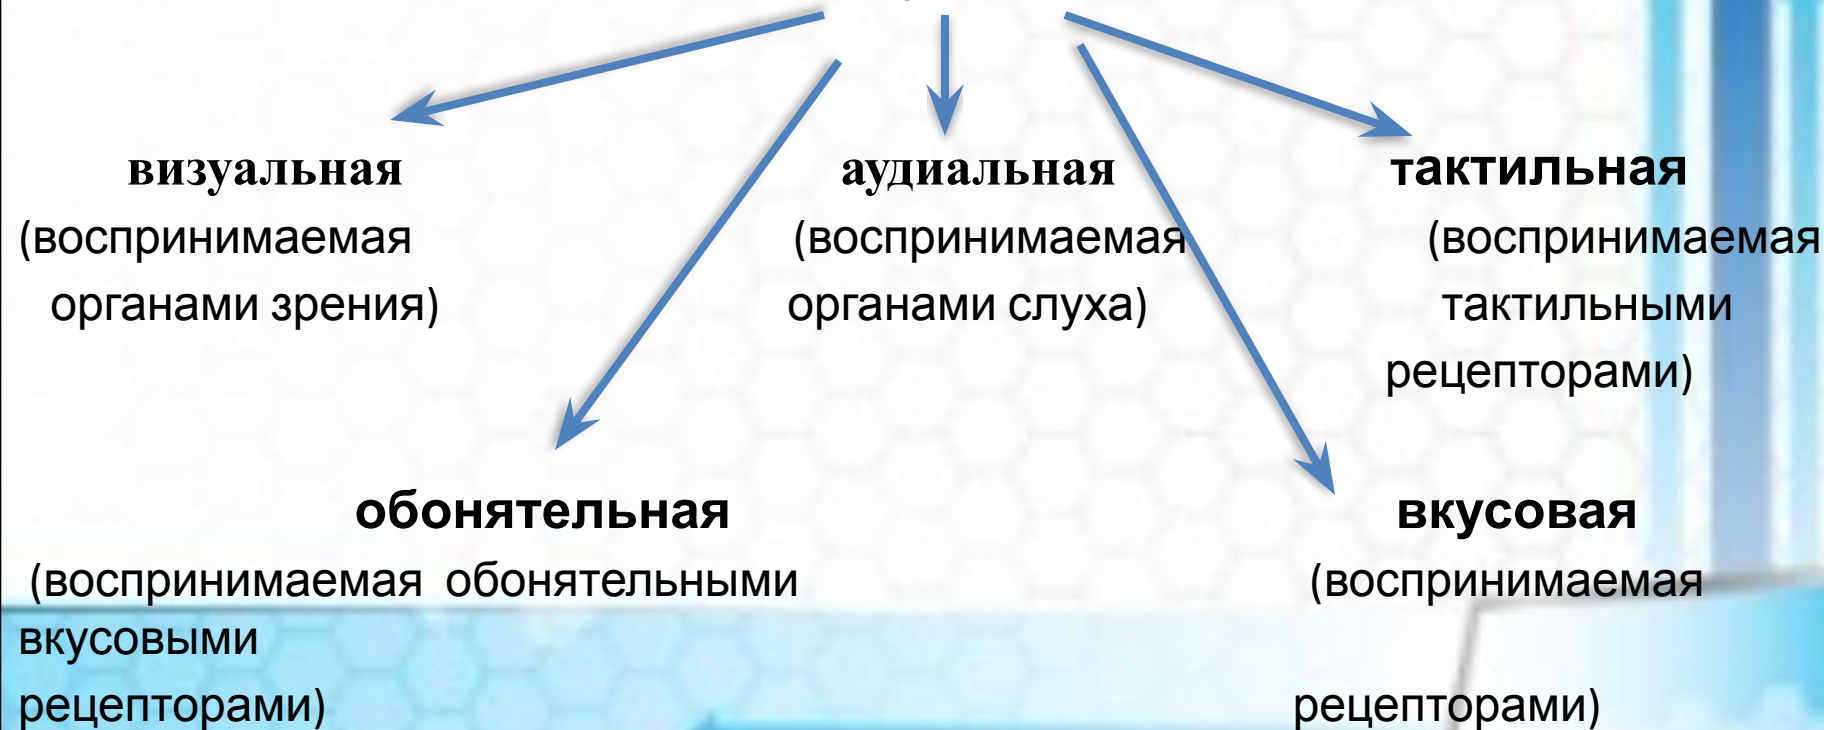 визуальная аудиальная тактильная
(воспринимаемая (воспринимаемая (воспринимаемая
органами зрения) органами слуха) тактильными
рецепторами)
обонятельная вкусовая
(воспринимаемая обонятельными (воспринимаемая
вкусовыми
рецепторами) рецепторами)